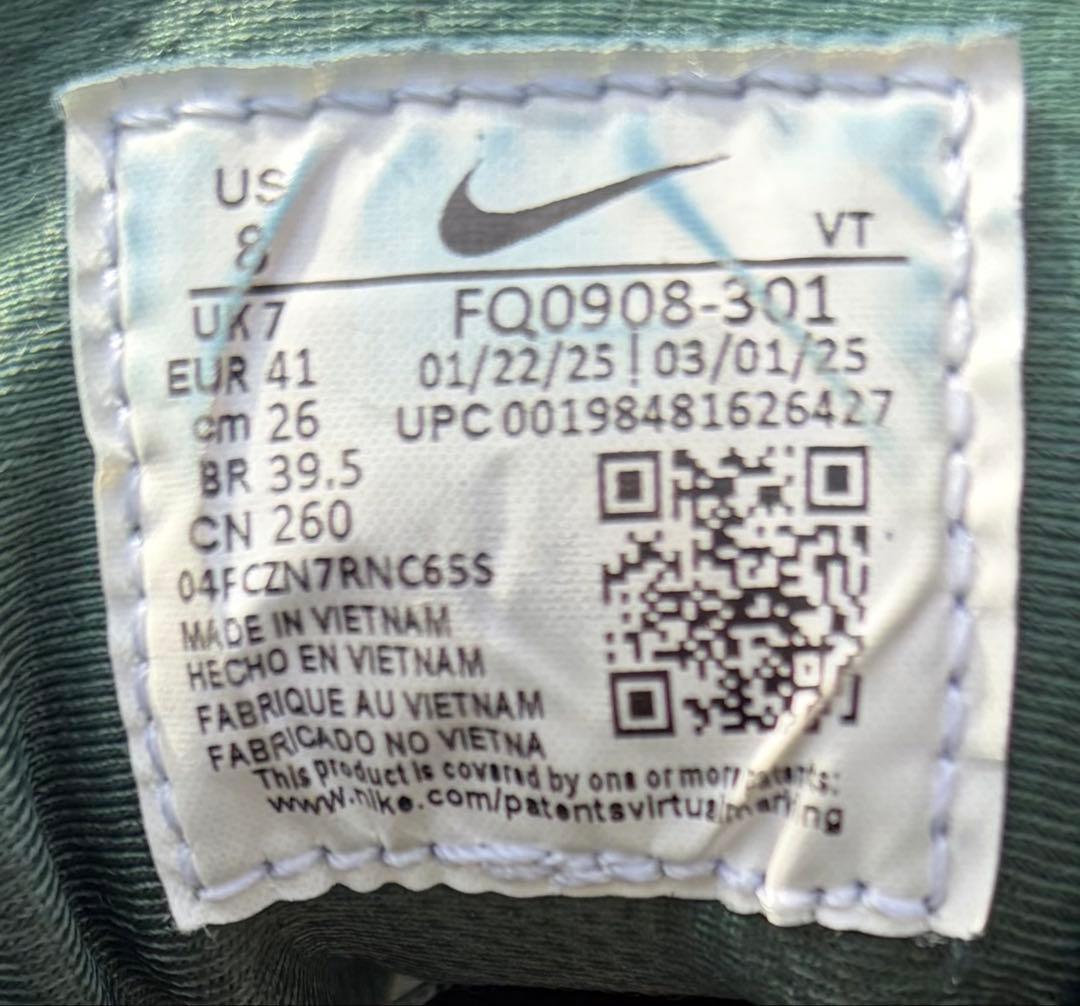 US
8
VT
UK 7
FQ0908-301
EUR 41
01/22/25 | 03/01/25
cm 26
UPC 00198481626427
BR 39.5
CN 260
04FCZN7RNC65S
MADE IN VIETNAM
HECHO EN VIETNAM
FABRIQUE AU VIETNAM
FABRICADO NO VIETNA
This product is covered by one or more patents:
www.nike.com/patentsvirtualmarking